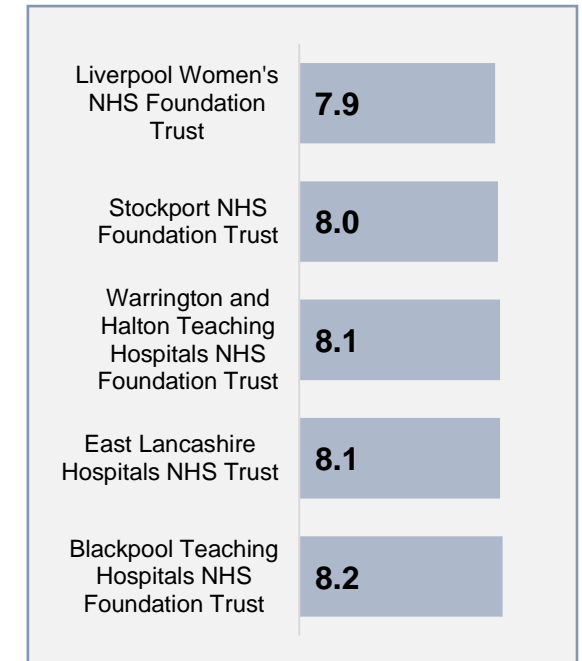 Liverpool Women's
NHS Foundation
Trust
7.9
Stockport NHS
Foundation Trust
8.0
Warrington and
Halton Teaching
Hospitals NHS
Foundation Trust
8.1
East Lancashire
Hospitals NHS Trust
8.1
Blackpool Teaching
Hospitals NHS
Foundation Trust
8.2